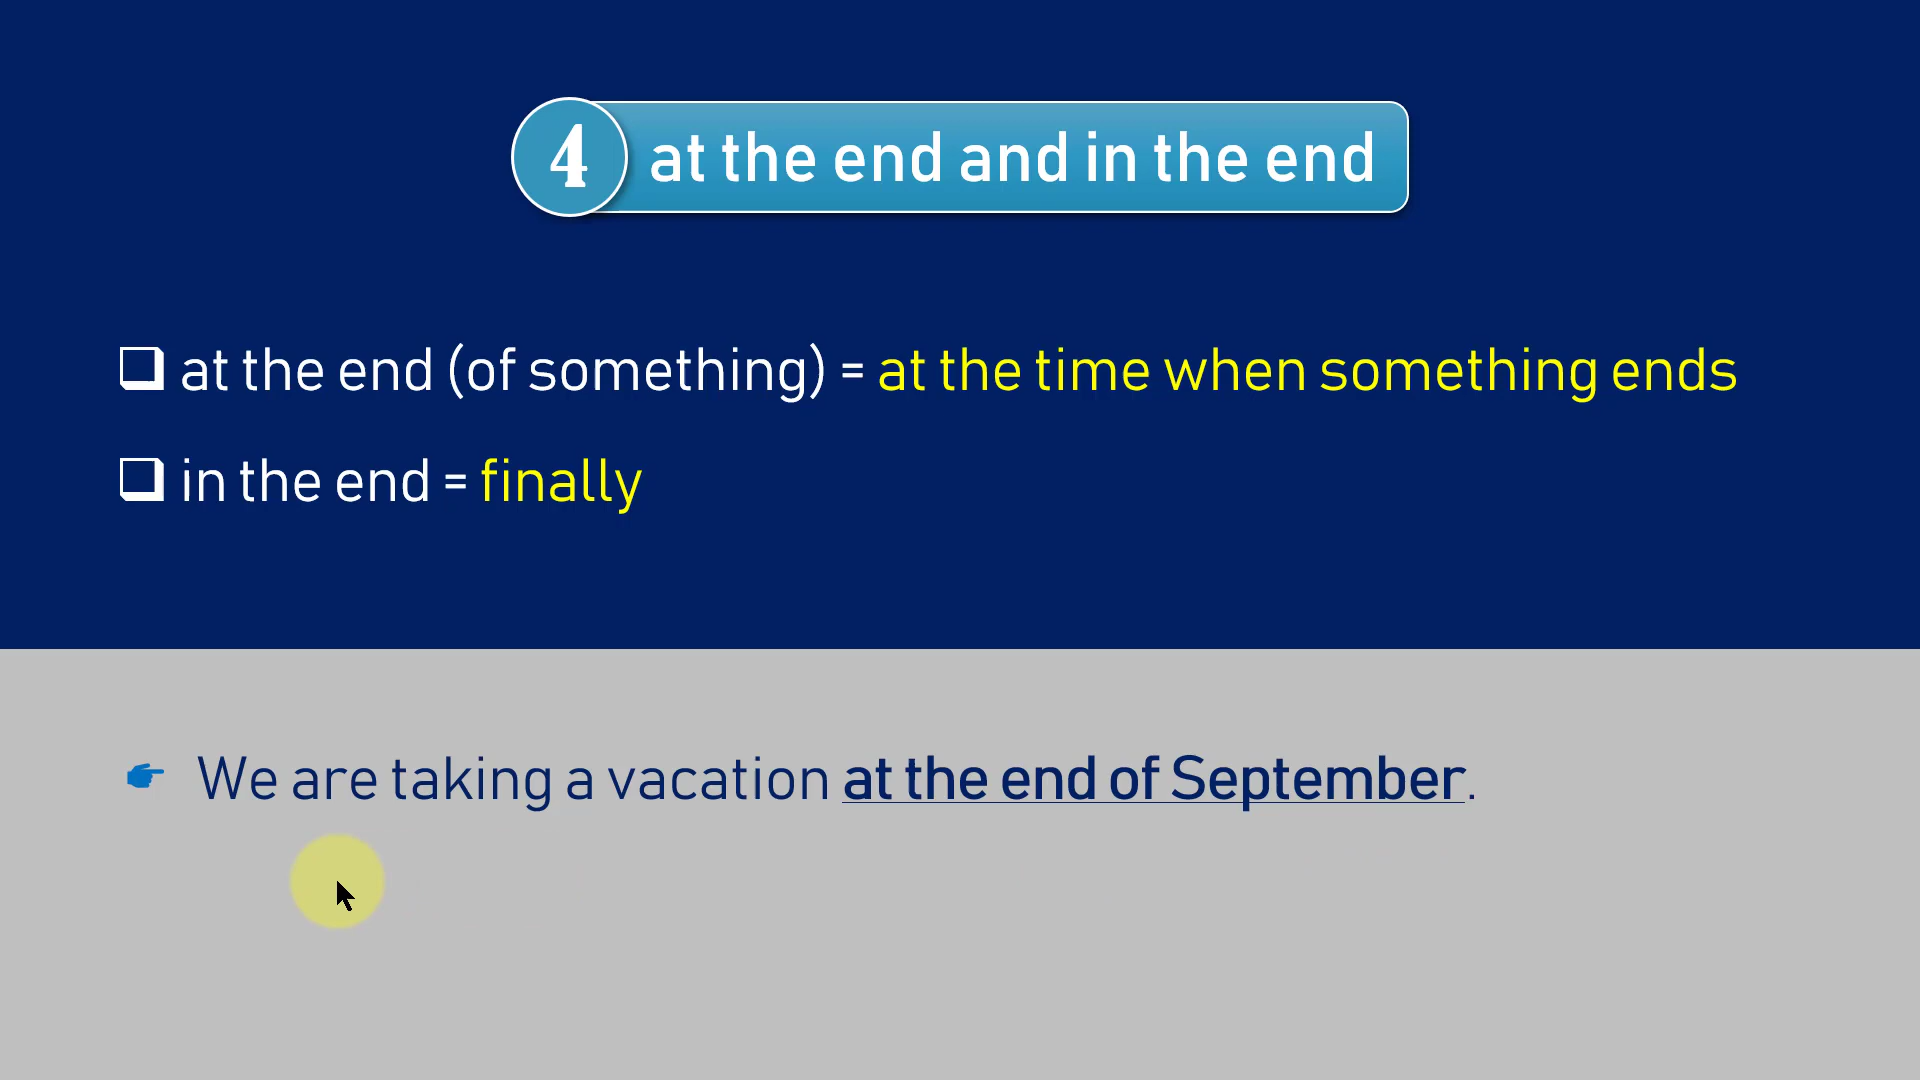 4 at the end and in the end
❑ at the end (of something) = at the time when something ends
❑ in the end = finally
☛ We are taking a vacation at the end of September.